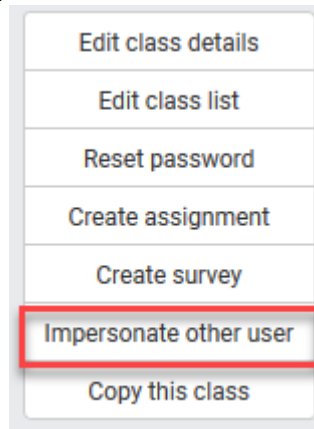 Edit class details
Edit class list
Reset password
Create assignment
Create survey
Impersonate other user
Copy this class